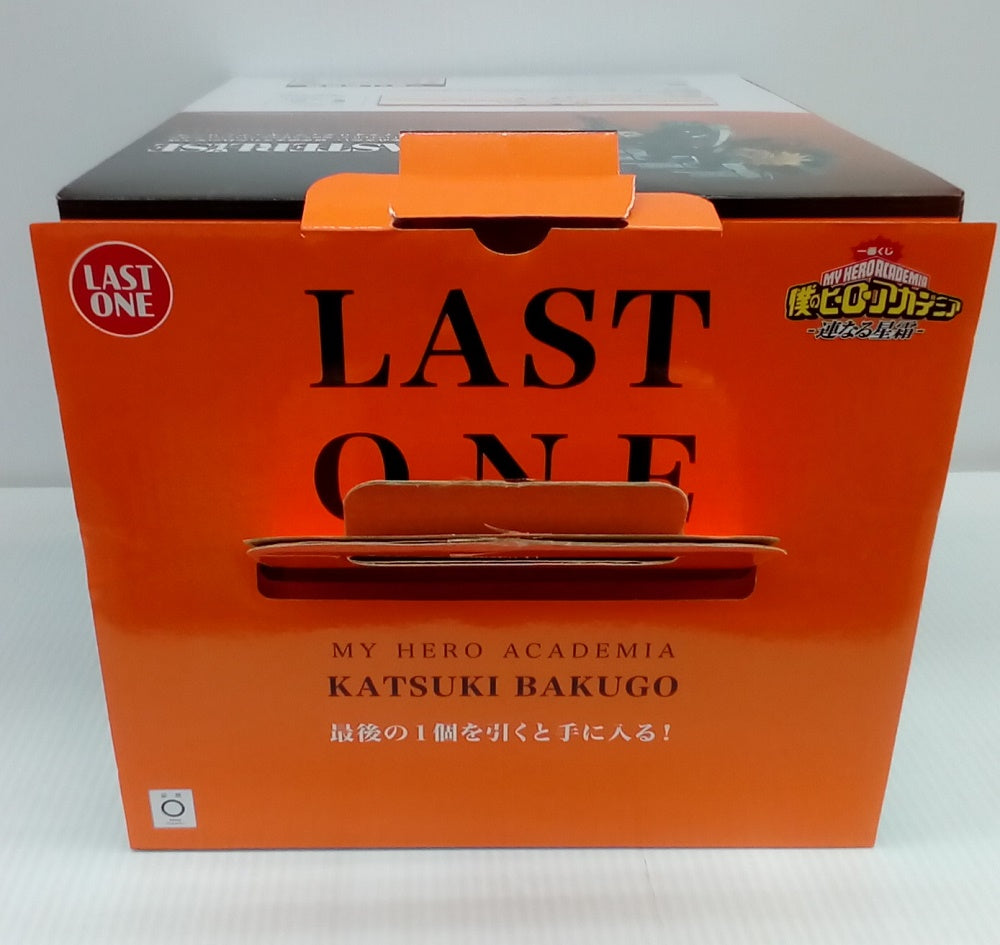 MASTERLISE
LAST
ONE
一番くじ
MY HERO ACADEMIA
僕のヒーローアカデミア
-連なる星霜-
LAST
ONE
MY HERO ACADEMIA
KATSUKI BAKUGO
最後の1個を引くと手に入る!